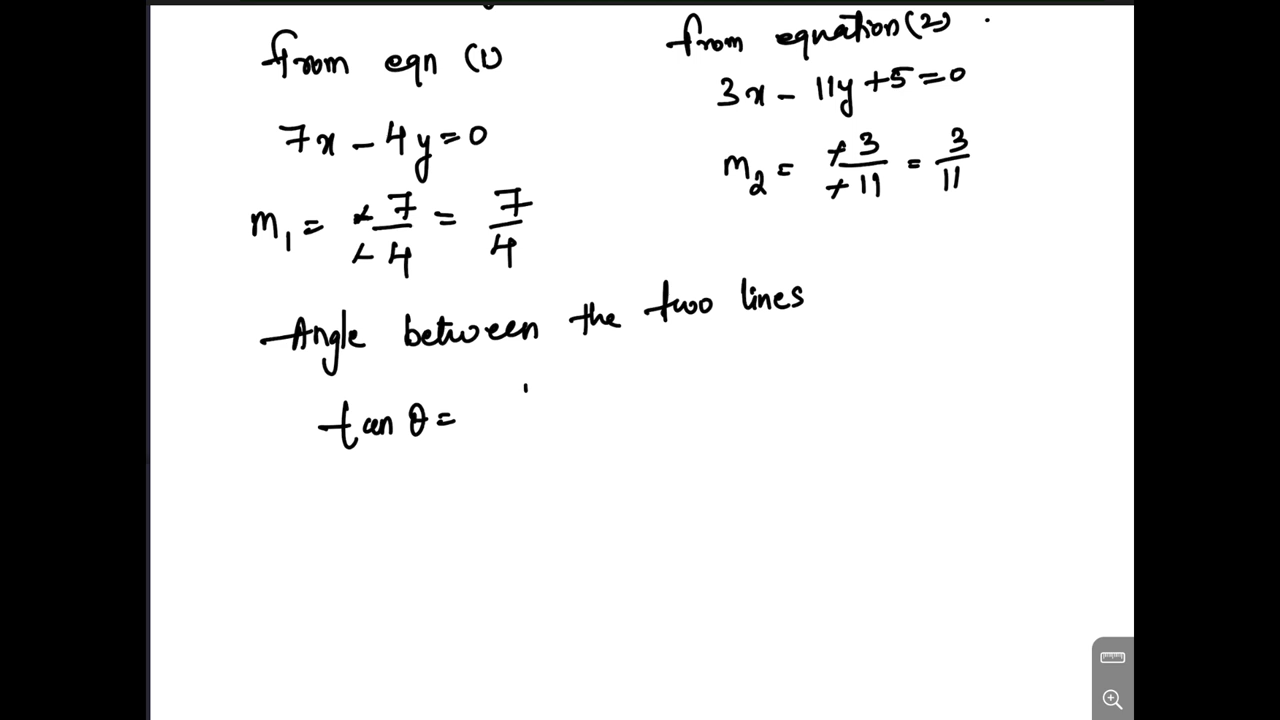 from eqn (1)
7x - 4y = 0
m1 = -7/-4 = 7/4
from equation(2)
3x - 11y + 5 = 0
m2 = +3/+11 = 3/11
Angle between the two lines
tan θ =